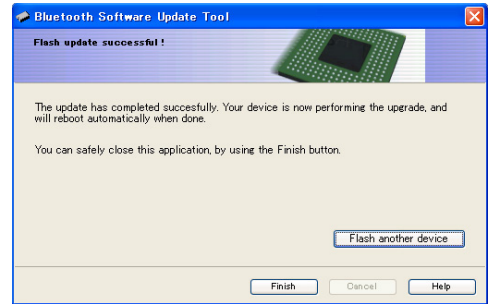 Bluetooth Software Update Tool
Flash update successful!
The update has completed succesfully. Your device is now performing the upgrade, and
will reboot automatically when done.
You can safely close this application, by using the Finish button.
Flash another device
Finish
Cancel
Help